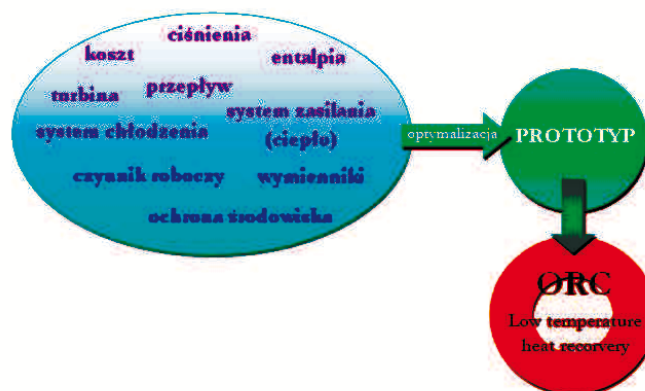 ciśnienia
koszt
entalpia
turbina
przepływ
system zasilania
(ciepło)
system chłodzenia
czynnik roboczy
wymienniki
ochrona środowiska
optymalizacja
PROTOTYP
ORC
Low temperature
heat recorvery